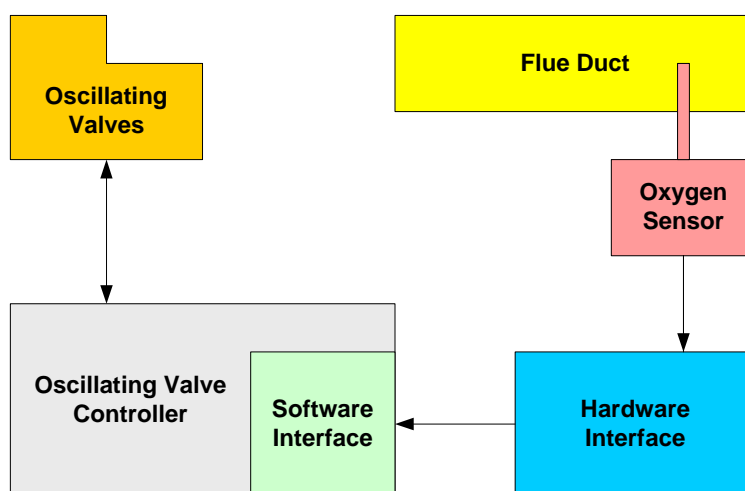 Flue Duct
Oscillating
Valves
Oxygen
Sensor
Oscillating Valve
Controller
Software
Interface
Hardware
Interface